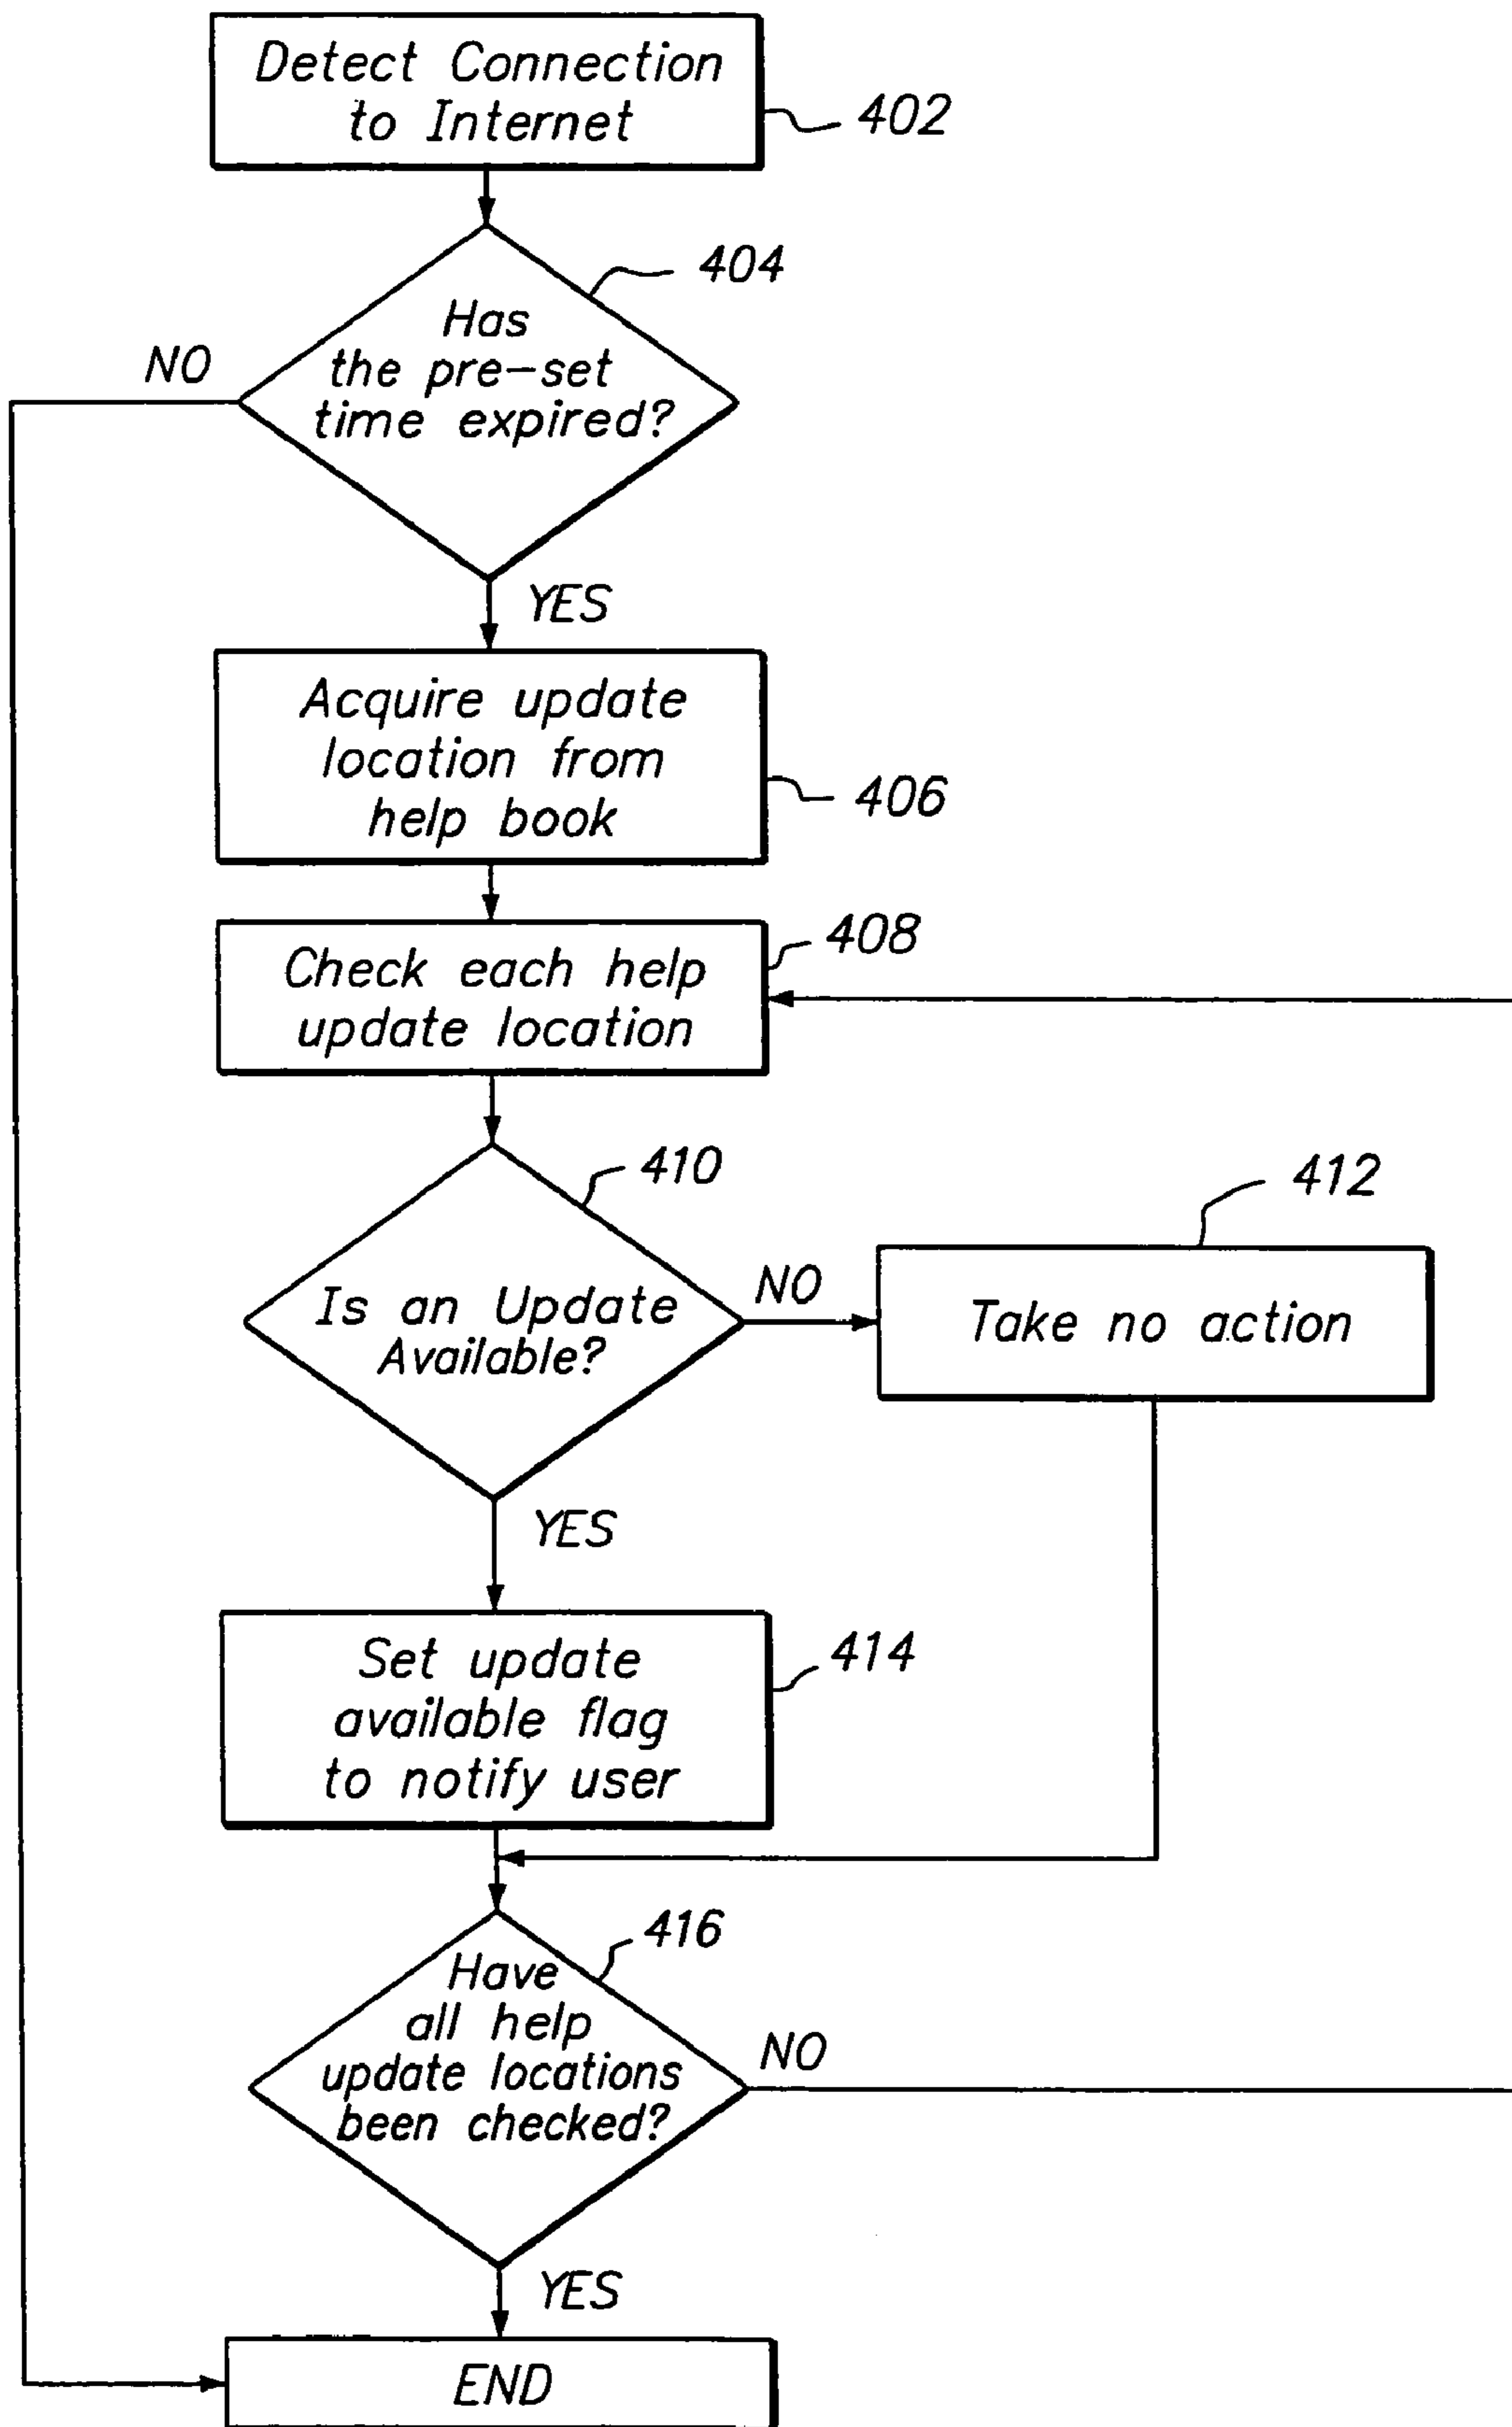 Detect Connection
to Internet
402
404
Has
the pre-set
time expired?
NO
YES
Acquire update
location from
help book
406
408
Check each help
update location
410
412
Is an Update
Available?
NO
Take no action
YES
Set update
available flag
to notify user
414
416
Have
all help
update locations
been checked?
NO
YES
END